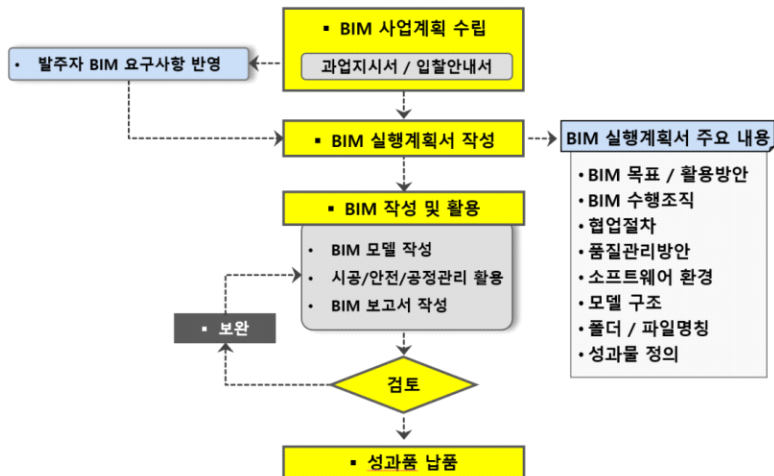 ▪ BIM 사업계획 수립
과업지시서 / 입찰안내서
• 발주자 BIM 요구사항 반영
▪ BIM 실행계획서 작성
BIM 실행계획서 주요 내용
• BIM 목표 / 활용방안
• BIM 수행조직
• 협업절차
• 품질관리방안
• 소프트웨어 환경
• 모델 구조
• 폴더 / 파일명칭
• 성과물 정의
▪ BIM 작성 및 활용
• BIM 모델 작성
• 시공/안전/공정관리 활용
• BIM 보고서 작성
▪ 보완
검토
▪ 성과품 납품